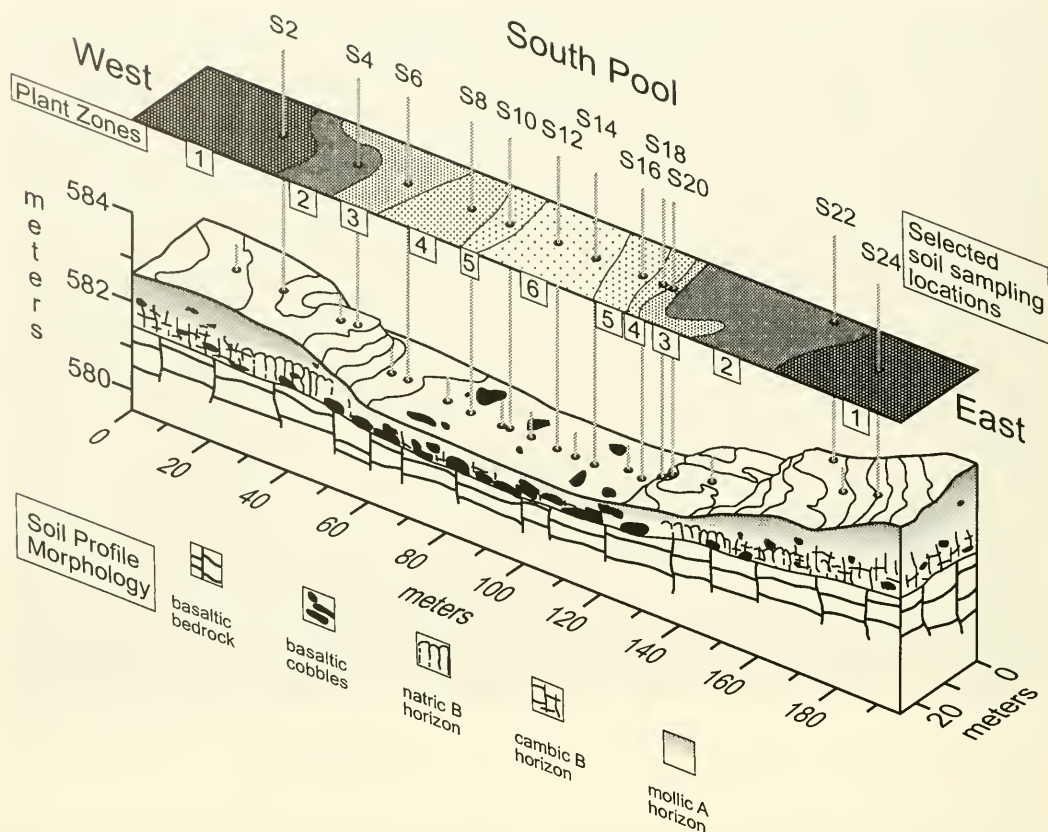 South Pool
West
S2
S4
S6
S8
S10
S12
S14
S16
S18
S20
S22
S24
Plant Zones
1
2
3
4
5
6
5
4
3
2
1
Selected
soil sampling
locations
East
meters
584
582
580
0
20
40
60
80
100
120
140
160
180
meters
0
20
meters
Soil Profile
Morphology
basaltic
bedrock
basaltic
cobbles
natric B
horizon
cambic B
horizon
mollic A
horizon